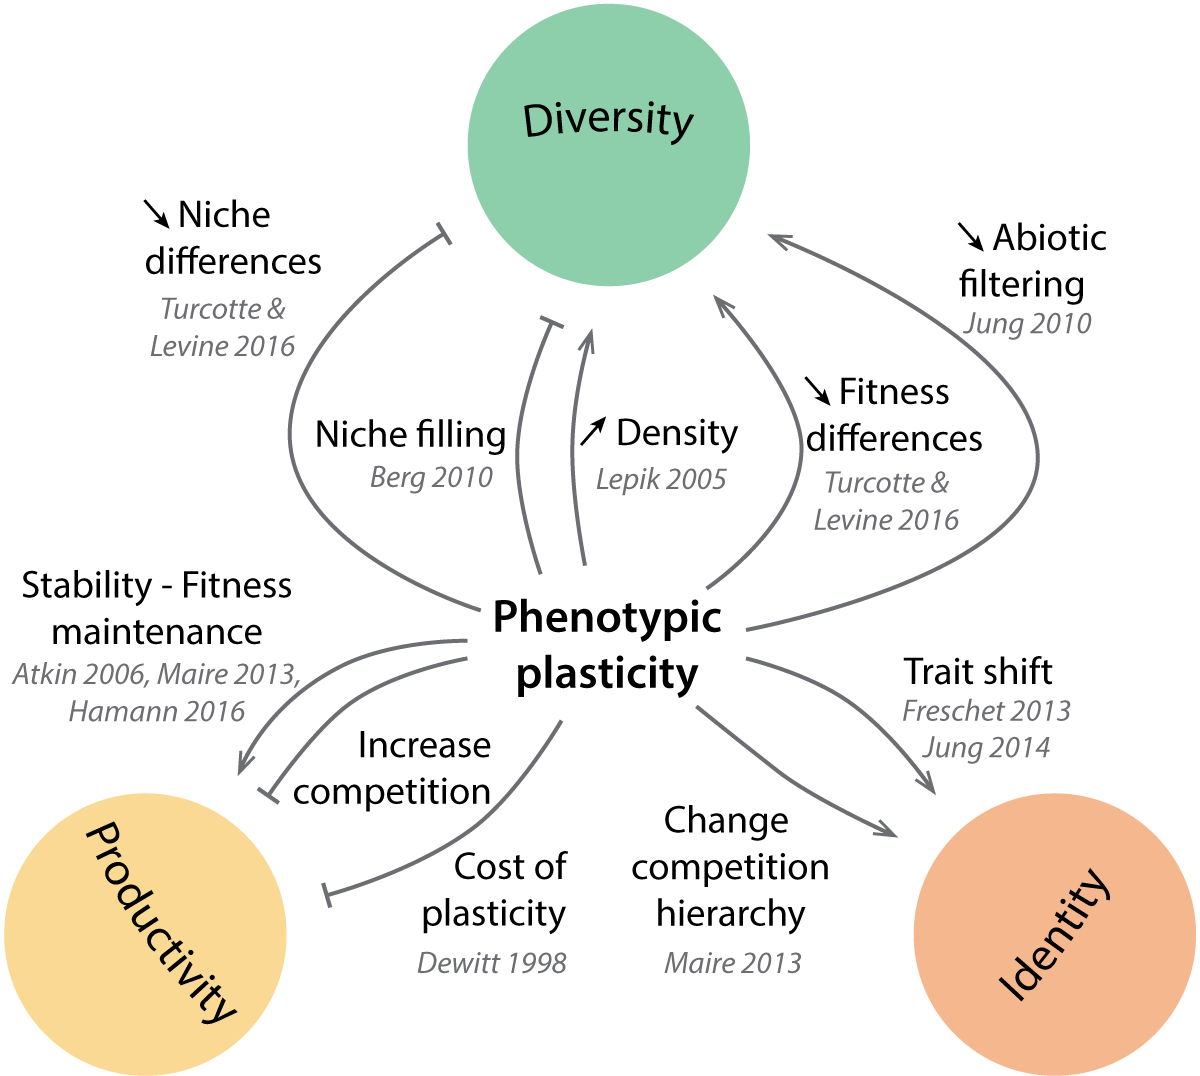 Diversity
↘ Niche
differences
Turcotte &
Levine 2016
↘ Abiotic
filtering
Jung 2010
Niche filling
Berg 2010
↗ Density
Lepik 2005
↘ Fitness
differences
Turcotte &
Levine 2016
Phenotypic
plasticity
Stability - Fitness
maintenance
Atkin 2006, Maire 2013,
Hamann 2016
Increase
competition
Cost of
plasticity
Dewitt 1998
Productivity
Trait shift
Freschet 2013
Jung 2014
Change
competition
hierarchy
Maire 2013
Identity